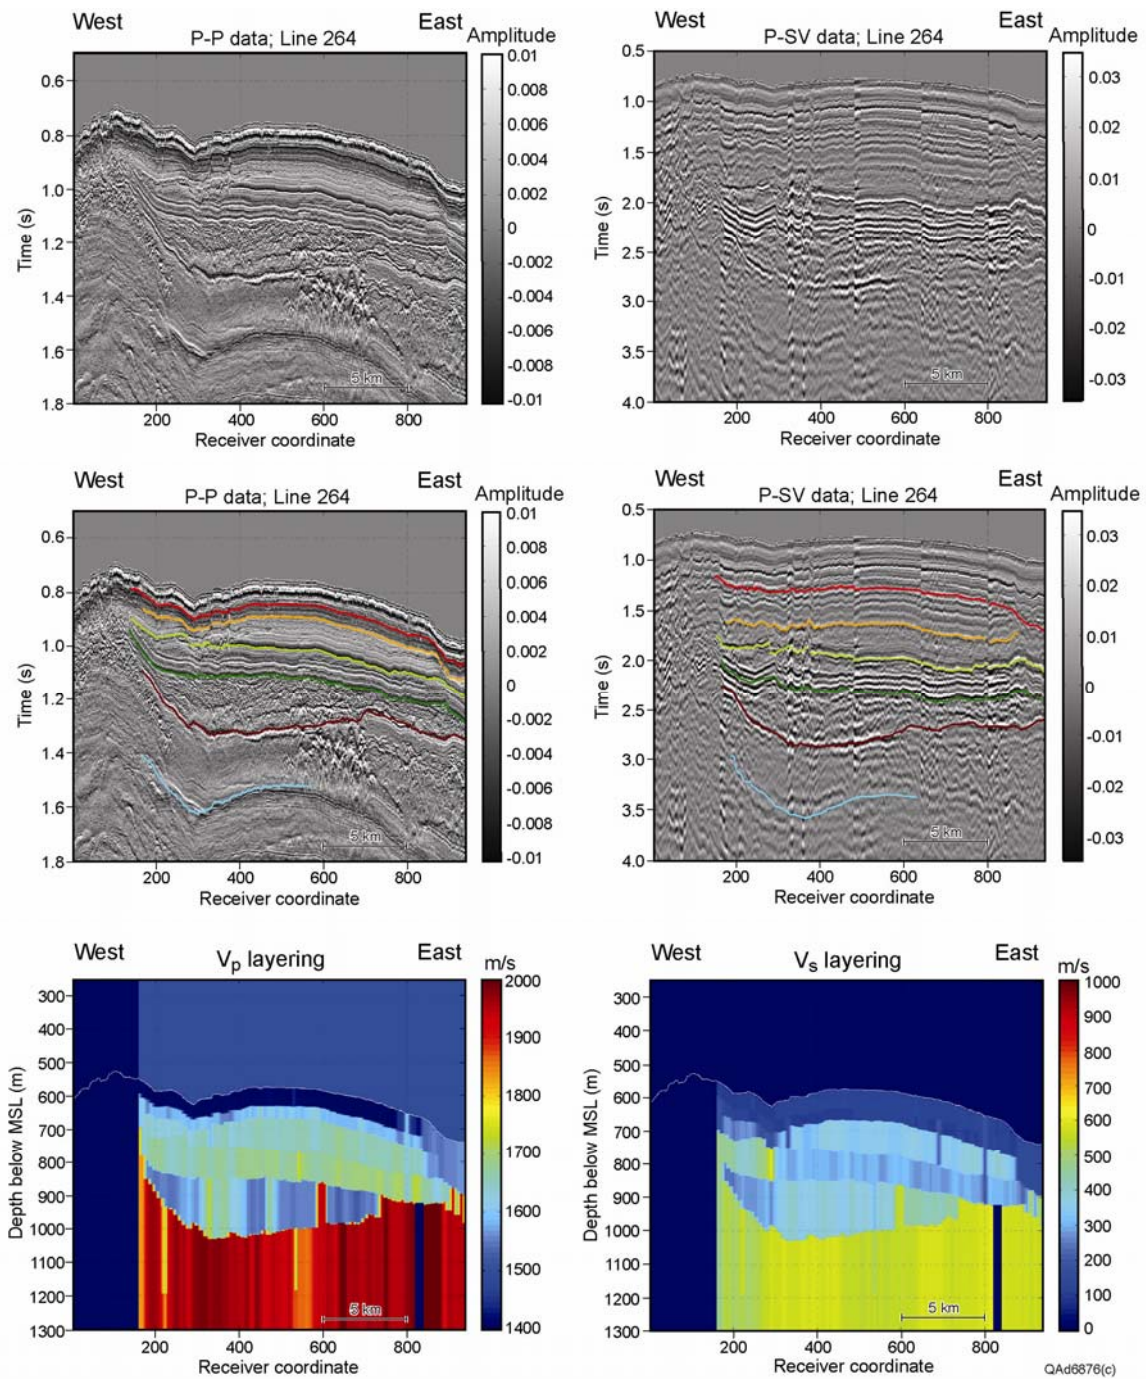 West East
P-P data; Line 264
Amplitude
0.01
0.008
0.006
0.004
0.002
0
-0.002
-0.004
-0.006
-0.008
-0.01
0.6
0.8
1.0
1.2
1.4
1.6
1.8
Time (s)
5 km
200 400 600 800
Receiver coordinate
West East
P-SV data; Line 264
Amplitude
0.03
0.02
0.01
0
-0.01
-0.02
-0.03
0.5
1.0
1.5
2.0
2.5
3.0
3.5
4.0
Time (s)
5 km
200 400 600 800
Receiver coordinate
West East
P-P data; Line 264
Amplitude
0.01
0.008
0.006
0.004
0.002
0
-0.002
-0.004
-0.006
-0.008
-0.01
0.6
0.8
1.0
1.2
1.4
1.6
1.8
Time (s)
5 km
200 400 600 800
Receiver coordinate
West East
P-SV data; Line 264
Amplitude
0.03
0.02
0.01
0
-0.01
-0.02
-0.03
0.5
1.0
1.5
2.0
2.5
3.0
3.5
4.0
Time (s)
5 km
200 400 600 800
Receiver coordinate
West East
Vp layering
m/s
2000
1900
1800
1700
1600
1500
1400
300
400
500
600
700
800
900
1000
1100
1200
1300
Depth below MSL (m)
5 km
200 400 600 800
Receiver coordinate
West East
Vs layering
m/s
1000
900
800
700
600
500
400
300
200
100
0
300
400
500
600
700
800
900
1000
1100
1200
1300
Depth below MSL (m)
5 km
200 400 600 800
Receiver coordinate
QAd6876(c)